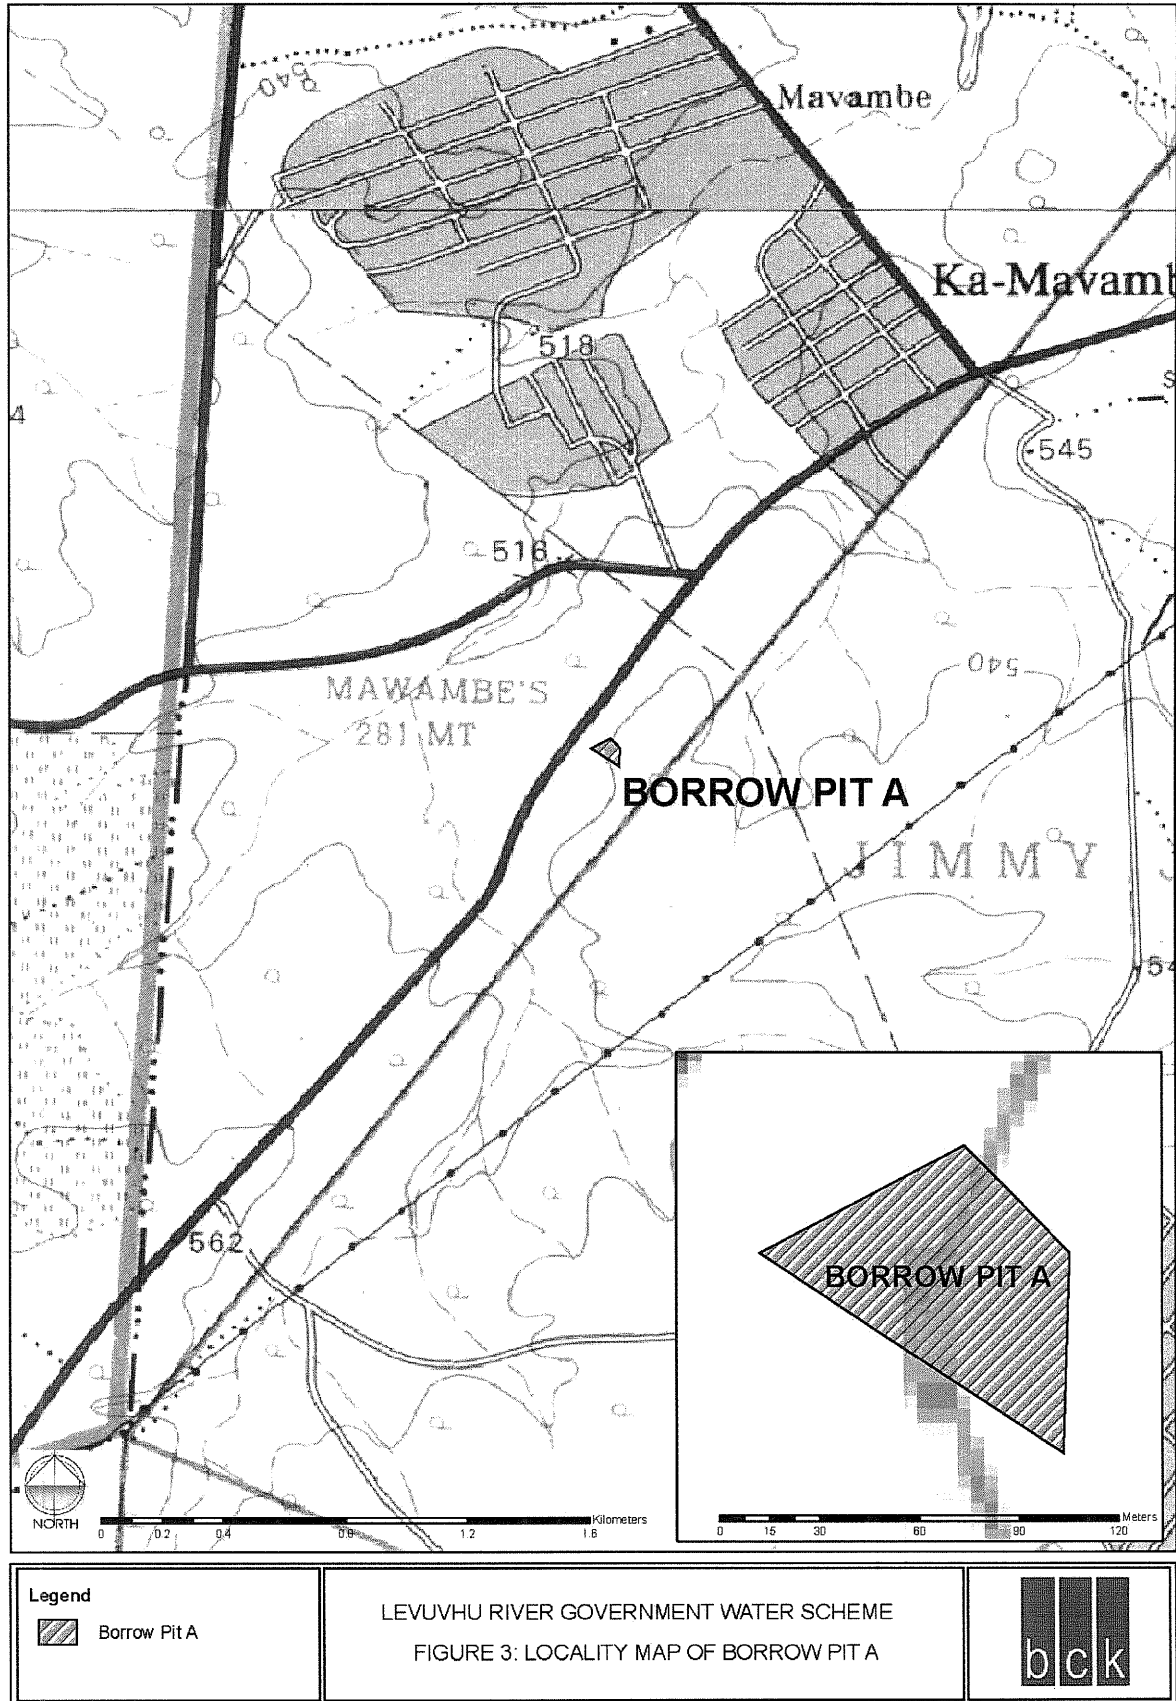 540
Mavambe
Ka-Mavamb
518
4
545
516
540
MAWAMBE'S
281 MT
BORROW PIT A
JIMMY J
54
562
BORROW PIT A
NORTH
0 0.2 0.4 0.8 1.2 1.6 Kilometers
0 15 30 60 90 120 Meters
Legend
Borrow Pit A
LEVUVHU RIVER GOVERNMENT WATER SCHEME
FIGURE 3: LOCALITY MAP OF BORROW PIT A
bck